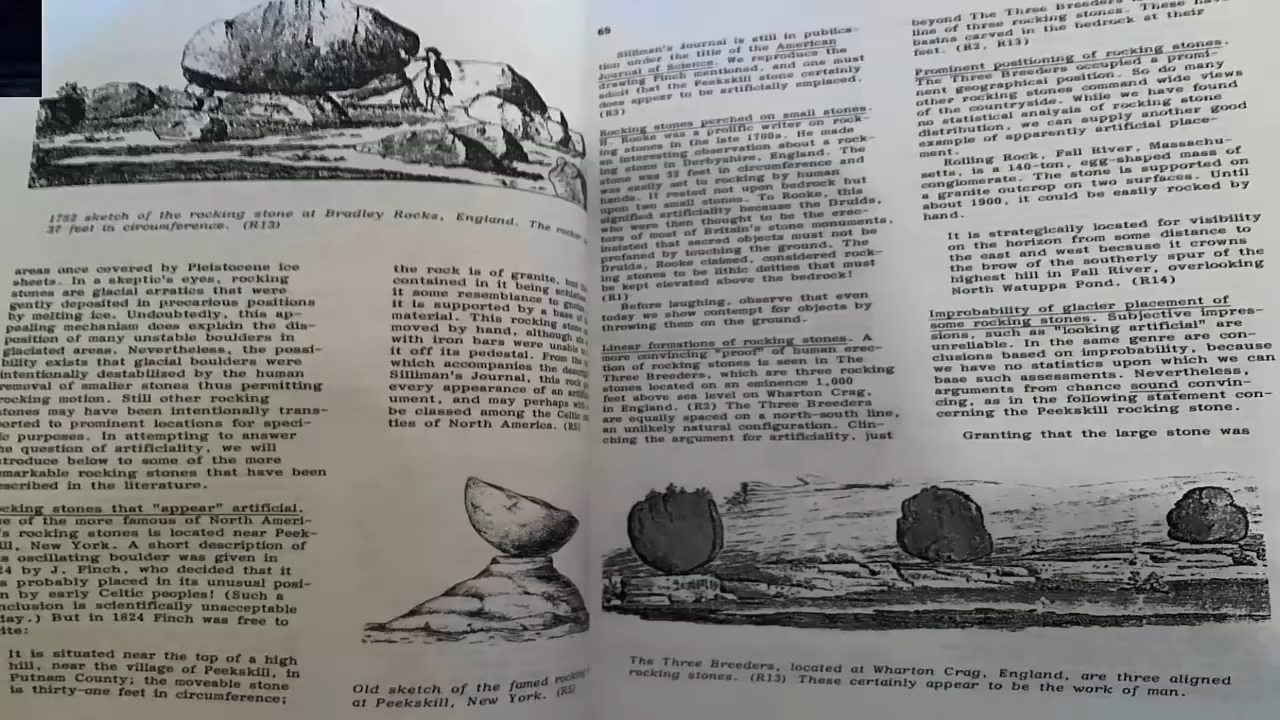 1782 sketch of the rocking stone at Bradley Rocks, England. The rocker
37 feet in circumference. (R13)
areas once covered by Pleistocene ice
sheets. In a skeptic's eyes, rocking
stones are glacial erratics that were
gently deposited in precarious positions
by melting ice. Undoubtedly, this ap-
pealing mechanism does explain the dis-
position of many unstable boulders in
glaciated areas. Nevertheless, the possi-
bility exists that glacial boulders were
intentionally destabilized by the human
removal of smaller stones thus permitting
rocking motion. Still other rocking
tones may have been intentionally trans-
orted to prominent locations for speci-
ic purposes. In attempting to answer
he question of artificiality, we will
troduce below to some of the more
markable rocking stones that have been
scribed in the literature.
cking stones that "appear" artificial.
e of the more famous of North Ameri-
's rocking stones is located near Peek-
ill, New York. A short description of
s oscillating boulder was given in
24 by J. Finch, who decided that it
s probably placed in its unusual posi-
n by early Celtic peoples! (Such a
nclusion is scientifically unacceptable
day.) But in 1824 Finch was free to
ite:
It is situated near the top of a high
hill, near the village of Peekskill, in
Putnam County; the moveable stone
is thirty-one feet in circumference;
the rock is of granite, but
contained in it being
it some resemblance to
it is supported by a base of
material. This rocking stone
moved by hand, although
with iron bars were unable
it off its pedestal. From the
which accompanies the
Silliman's Journal, this rock
every appearance of an
ument, and may perhaps
be classed among the Celtic
ties of North America. (R5)
Old sketch of the famed rocking
at Peekskill, New York. (R5)
65
Silliman's Journal is still in publica-
tion under the title of the American
Journal of Science. We reproduce the
drawing Finch mentioned, and one must
admit that the Peekskill stone certainly
does appear to be artificially emplaced.
(R5)
Rocking stones perched on small stones.
H. Rooke was a prolific writer on rock-
ing stones in the late 1700s. He made
an interesting observation about a rock-
ing stone in Derbyshire, England. The
stone was 32 feet in circumference and
was easily set to rocking by human
hands. It rested not upon bedrock but
upon two small stones. To Rooke, this
signified artificiality because the Druids,
who were then thought to be the erec-
tors of most of Britain's stone monuments,
insisted that sacred objects must not be
profaned by touching the ground. The
Druids, Rooke claimed, considered rock-
ing stones to be lithic deities that must
be kept elevated above the bedrock!
(R1)
Before laughing, observe that even
today we show contempt for objects by
throwing them on the ground.
Linear formations of rocking stones. A
more convincing "proof" of human erec-
tion of rocking stones is seen in The
Three Breeders, which are three rocking
stones located on an eminence 1,000
feet above sea level on Wharton Crag,
in England. (R2) The Three Breeders
are equally spaced on a north-south line,
an unlikely natural configuration. Clin-
ching the argument for artificiality, just
beyond The Three Breeders
line of three rocking stones. These
basins carved in the bedrock at their
feet. (R2, R13)
Prominent positioning of rocking stones.
The Three Breeders occupied a promi-
nent geographical position. So do many
other rocking stones command wide views
of the countryside. While we have found
no statistical analysis of rocking stone
distribution, we can supply another good
example of apparently artificial place-
ment.
Rolling Rock, Fall River, Massachu-
setts, is a 140-ton, egg-shaped mass of
conglomerate. The stone is supported on
a granite outcrop on two surfaces. Until
about 1900, it could be easily rocked by
hand.
It is strategically located for visibility
on the horizon from some distance to
the east and west because it crowns
the brow of the southerly spur of the
highest hill in Fall River, overlooking
North Watuppa Pond. (R14)
Improbability of glacier placement of
some rocking stones. Subjective impres-
sions, such as "looking artificial" are
unreliable. In the same genre are con-
clusions based on improbability, because
we have no statistics upon which we can
base such assessments. Nevertheless,
arguments from chance sound convin-
cing, as in the following statement con-
cerning the Peekskill rocking stone.
Granting that the large stone was
The Three Breeders, located at Wharton Crag, England, are three aligned
rocking stones. (R13) These certainly appear to be the work of man.